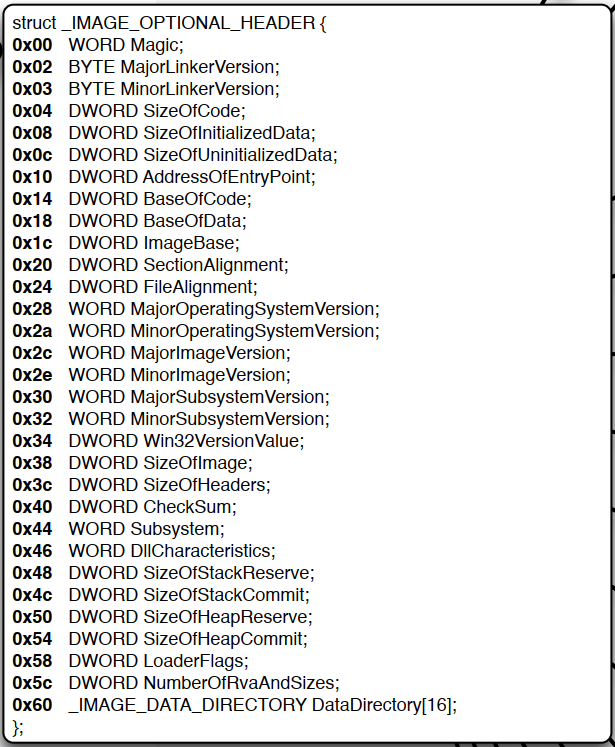 struct _IMAGE_OPTIONAL_HEADER {
0x00 WORD Magic;
0x02 BYTE MajorLinkerVersion;
0x03 BYTE MinorLinkerVersion;
0x04 DWORD SizeOfCode;
0x08 DWORD SizeOfInitializedData;
0x0c DWORD SizeOfUninitializedData;
0x10 DWORD AddressOfEntryPoint;
0x14 DWORD BaseOfCode;
0x18 DWORD BaseOfData;
0x1c DWORD ImageBase;
0x20 DWORD SectionAlignment;
0x24 DWORD FileAlignment;
0x28 WORD MajorOperatingSystemVersion;
0x2a WORD MinorOperatingSystemVersion;
0x2c WORD MajorImageVersion;
0x2e WORD MinorImageVersion;
0x30 WORD MajorSubsystemVersion;
0x32 WORD MinorSubsystemVersion;
0x34 DWORD Win32VersionValue;
0x38 DWORD SizeOfImage;
0x3c DWORD SizeOfHeaders;
0x40 DWORD CheckSum;
0x44 WORD Subsystem;
0x46 WORD DllCharacteristics;
0x48 DWORD SizeOfStackReserve;
0x4c DWORD SizeOfStackCommit;
0x50 DWORD SizeOfHeapReserve;
0x54 DWORD SizeOfHeapCommit;
0x58 DWORD LoaderFlags;
0x5c DWORD NumberOfRvaAndSizes;
0x60 _IMAGE_DATA_DIRECTORY DataDirectory[16];
};